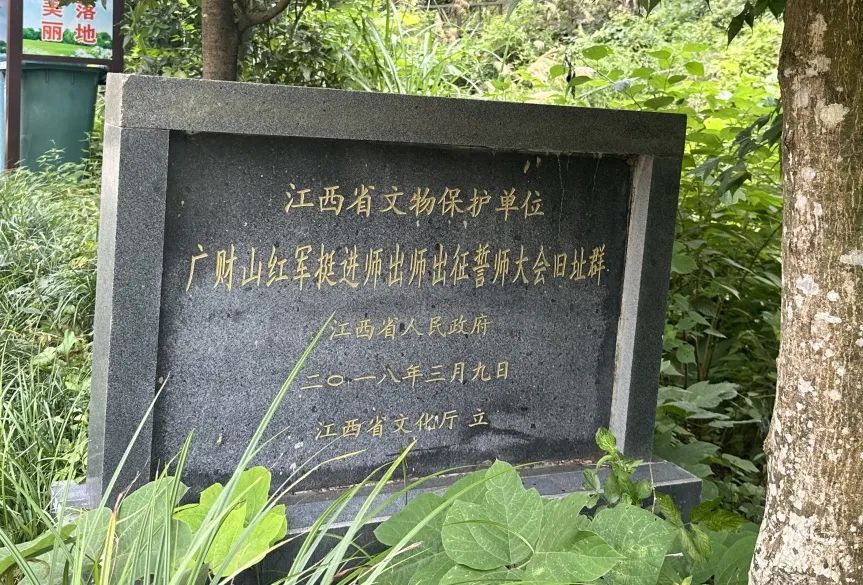 落地
美丽
江西省文物保护单位
广财山红军挺进师出师出征誓师大会旧址群
江西省人民政府
二〇一八年三月九日
江西省文化厅 立